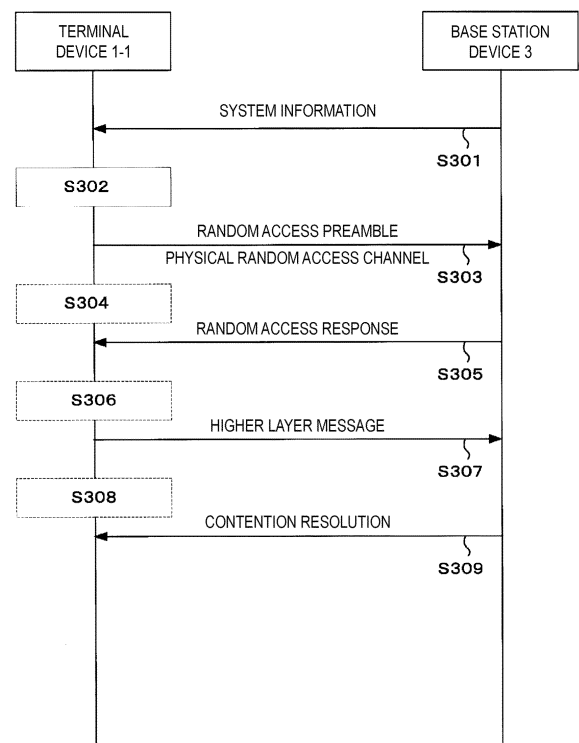 TERMINAL
DEVICE 1-1
BASE STATION
DEVICE 3
SYSTEM INFORMATION
S301
S302
RANDOM ACCESS PREAMBLE
PHYSICAL RANDOM ACCESS CHANNEL
S303
S304
RANDOM ACCESS RESPONSE
S305
S306
HIGHER LAYER MESSAGE
S307
S308
CONTENTION RESOLUTION
S309